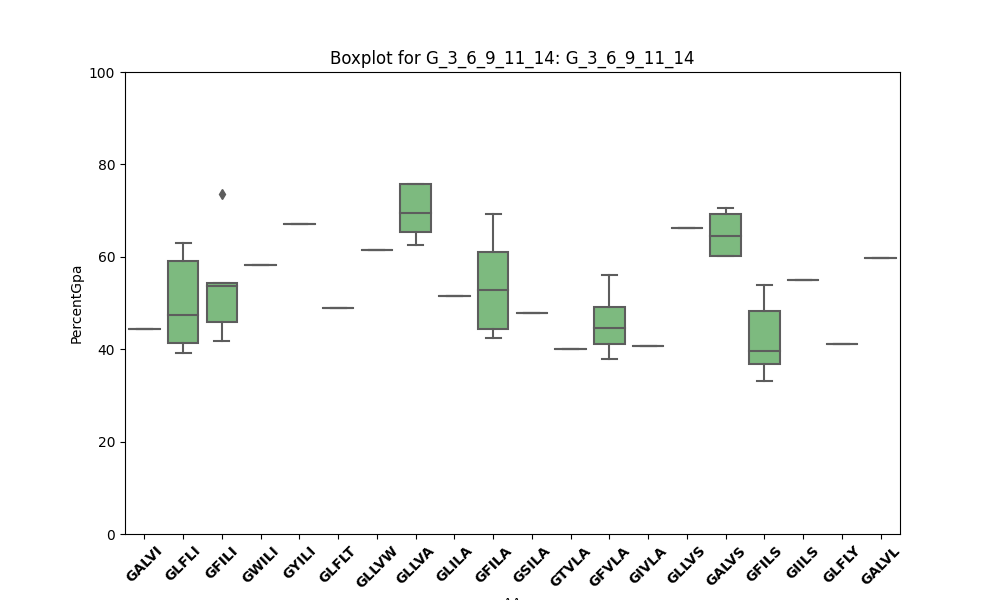 Boxplot for G_3_6_9_11_14: G_3_6_9_11_14
100
80
60
40
20
0
PercentGpa
GALVI GLFLI GFILI GWILI GYILI GLFLT GLLVW GLLVA GLILA GFILA GSILA GTVLA GFVLA GIVLA GLLVS GALVS GFILS GIILS GLFLY GALVL